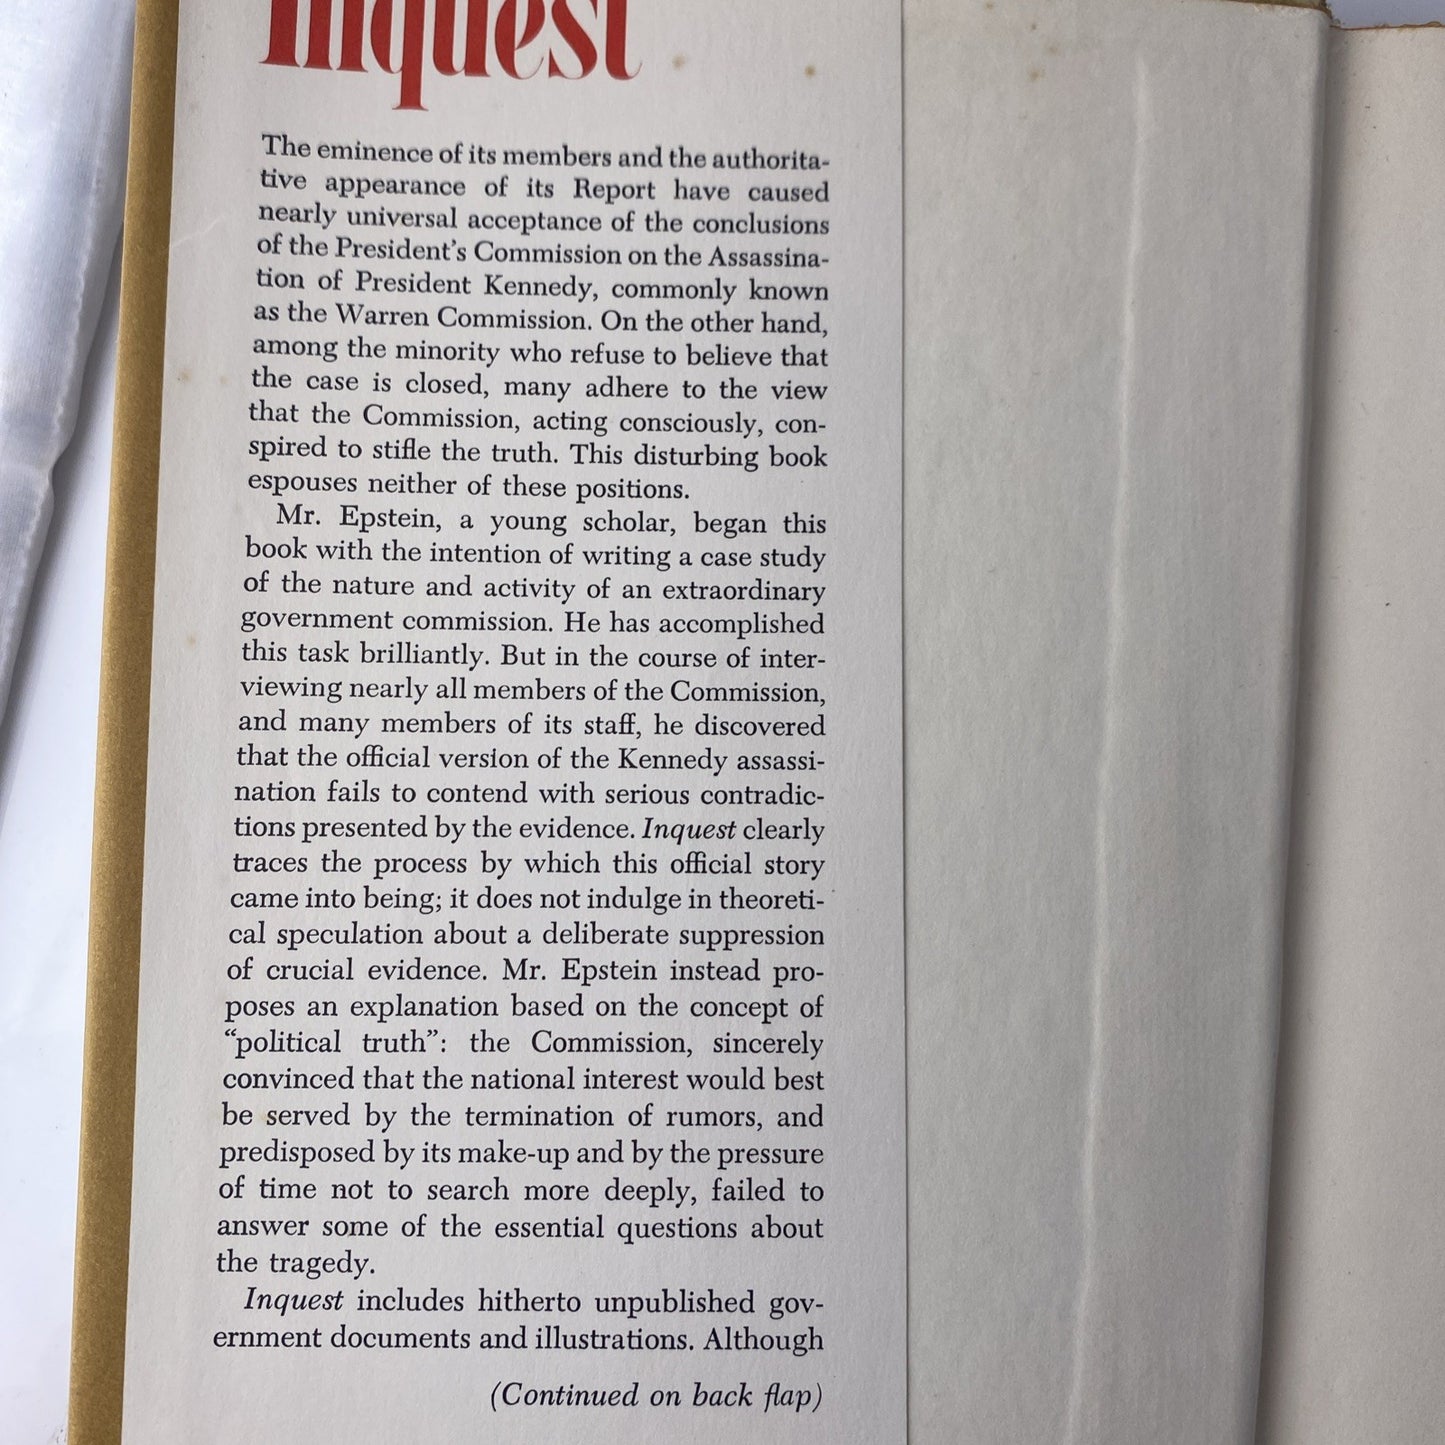 Inquest
The eminence of its members and the authorita-
tive appearance of its Report have caused
nearly universal acceptance of the conclusions
of the President's Commission on the Assassina-
tion of President Kennedy, commonly known
as the Warren Commission. On the other hand,
among the minority who refuse to believe that
the case is closed, many adhere to the view
that the Commission, acting consciously, con-
spired to stifle the truth. This disturbing book
espouses neither of these positions.
Mr. Epstein, a young scholar, began this
book with the intention of writing a case study
of the nature and activity of an extraordinary
government commission. He has accomplished
this task brilliantly. But in the course of inter-
viewing nearly all members of the Commission,
and many members of its staff, he discovered
that the official version of the Kennedy assassi-
nation fails to contend with serious contradic-
tions presented by the evidence. Inquest clearly
traces the process by which this official story
came into being; it does not indulge in theoreti-
cal speculation about a deliberate suppression
of crucial evidence. Mr. Epstein instead pro-
poses an explanation based on the concept of
“political truth”: the Commission, sincerely
convinced that the national interest would best
be served by the termination of rumors, and
predisposed by its make-up and by the pressure
of time not to search more deeply, failed to
answer some of the essential questions about
the tragedy.
Inquest includes hitherto unpublished gov-
ernment documents and illustrations. Although
(Continued on back flap)